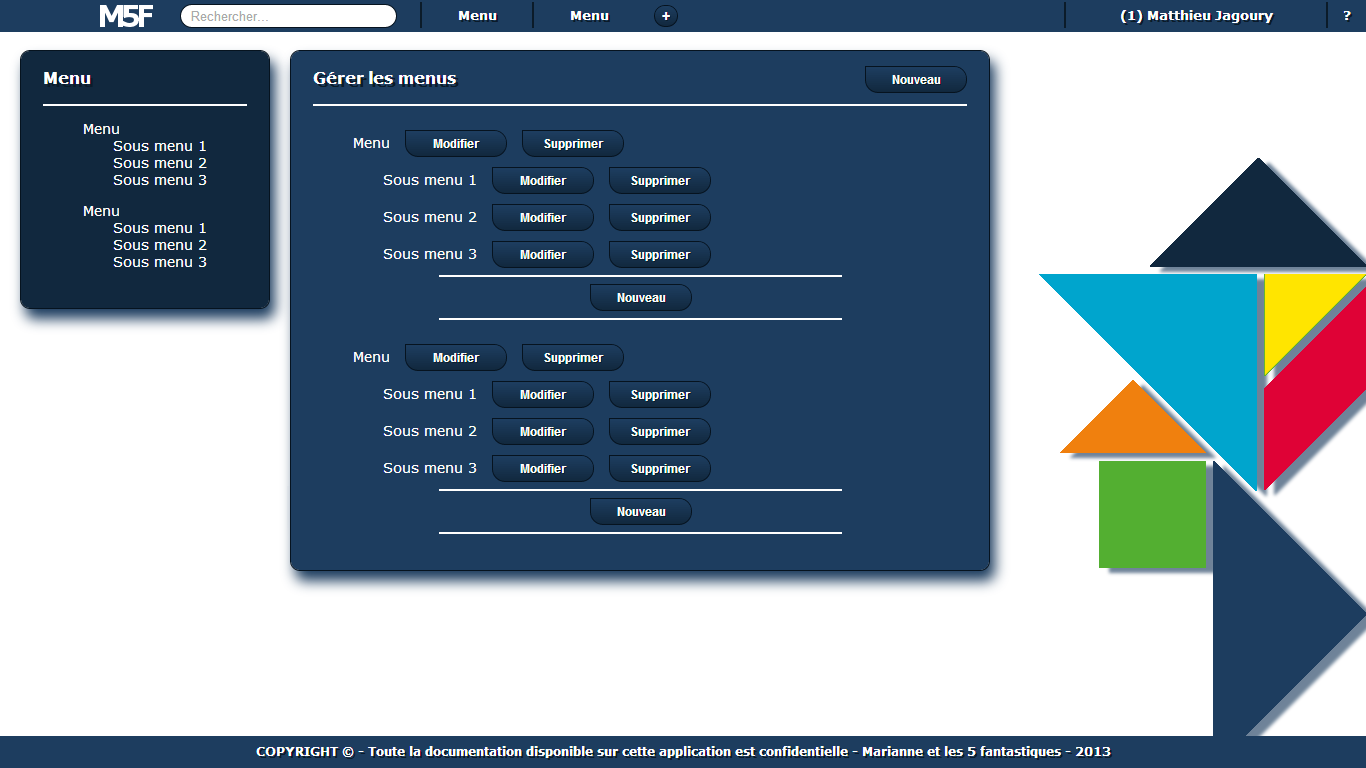 M5F Rechercher... Menu Menu + (1) Matthieu Jagoury ?
Menu
Menu
Sous menu 1
Sous menu 2
Sous menu 3
Menu
Sous menu 1
Sous menu 2
Sous menu 3
Gérer les menus Nouveau
Menu Modifier Supprimer
Sous menu 1 Modifier Supprimer
Sous menu 2 Modifier Supprimer
Sous menu 3 Modifier Supprimer
Nouveau
Menu Modifier Supprimer
Sous menu 1 Modifier Supprimer
Sous menu 2 Modifier Supprimer
Sous menu 3 Modifier Supprimer
Nouveau
COPYRIGHT © - Toute la documentation disponible sur cette application est confidentielle - Marianne et les 5 fantastiques - 2013